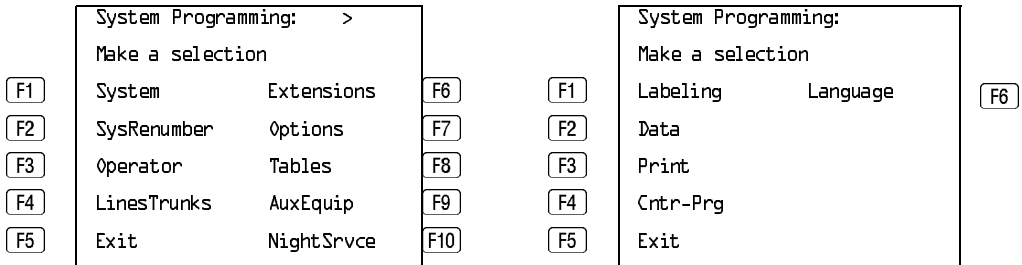 System Programming: >
Make a selection
F1 System Extensions F6
F2 SysRenumber Options F7
F3 Operator Tables F8
F4 LinesTrunks AuxEquip F9
F5 Exit NightSrvce F10
System Programming:
Make a selection
F1 Labeling Language F6
F2 Data
F3 Print
F4 Cntr-Prg
F5 Exit